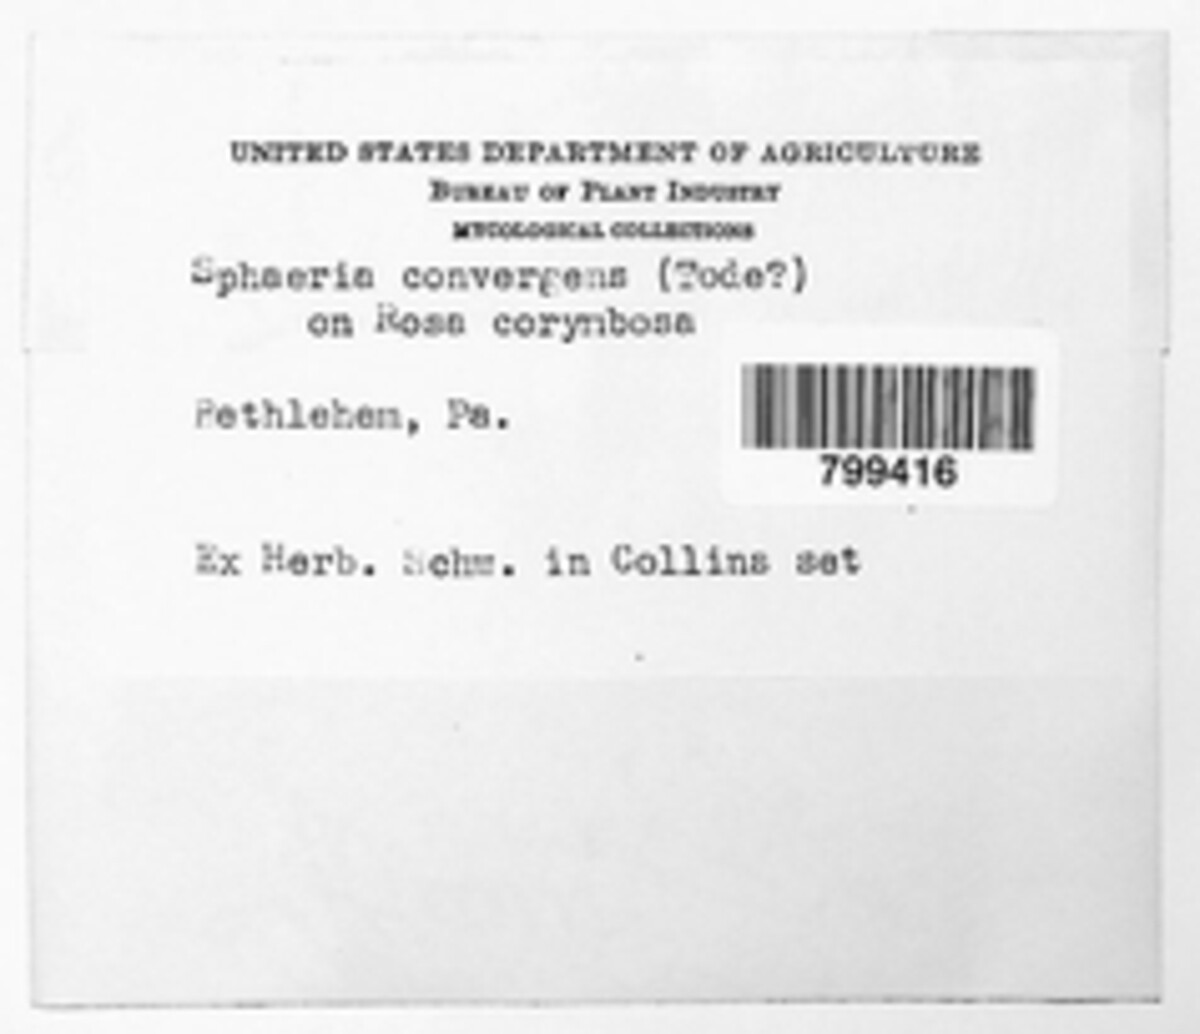 UNITED STATES DEPARTMENT OF AGRICULTURE
BUREAU OF PLANT INDUSTRY
MYCOLOGICAL COLLECTIONS
Sphaeria convergens (Tode?)
on Rosa corymbosa
Bethlehem, Pa.
799416
Ex Herb. Schw. in Collins set